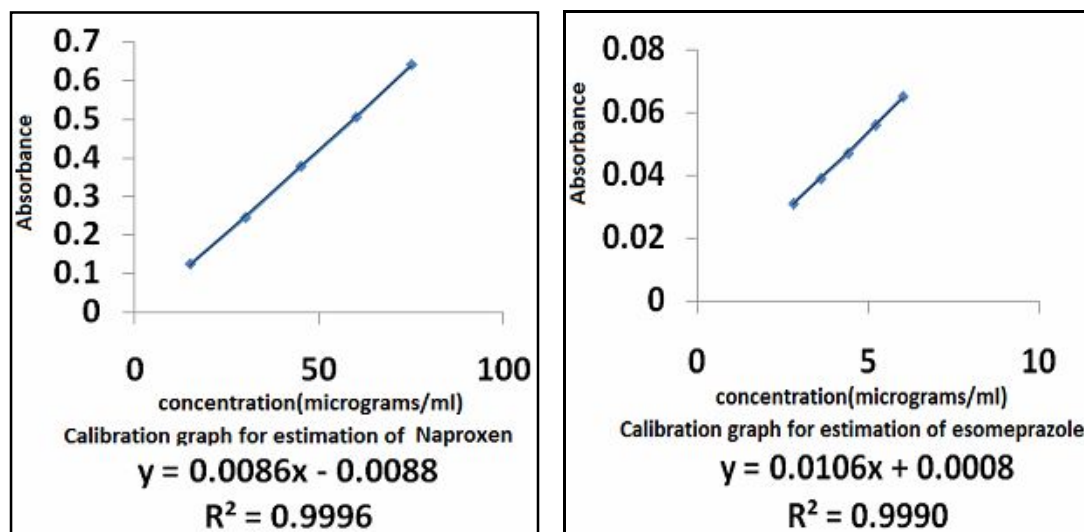 0.7
0.6
0.5
0.4
0.3
0.2
0.1
0
Absorbance
0
50
100
concentration(micrograms/ml)
Calibration graph for estimation of Naproxen
y = 0.0086x - 0.0088
R² = 0.9996
0.08
0.06
0.04
0.02
0
Absorbance
0
5
10
concentration(micrograms/ml)
Calibration graph for estimation of esomeprazole
y = 0.0106x + 0.0008
R² = 0.9990